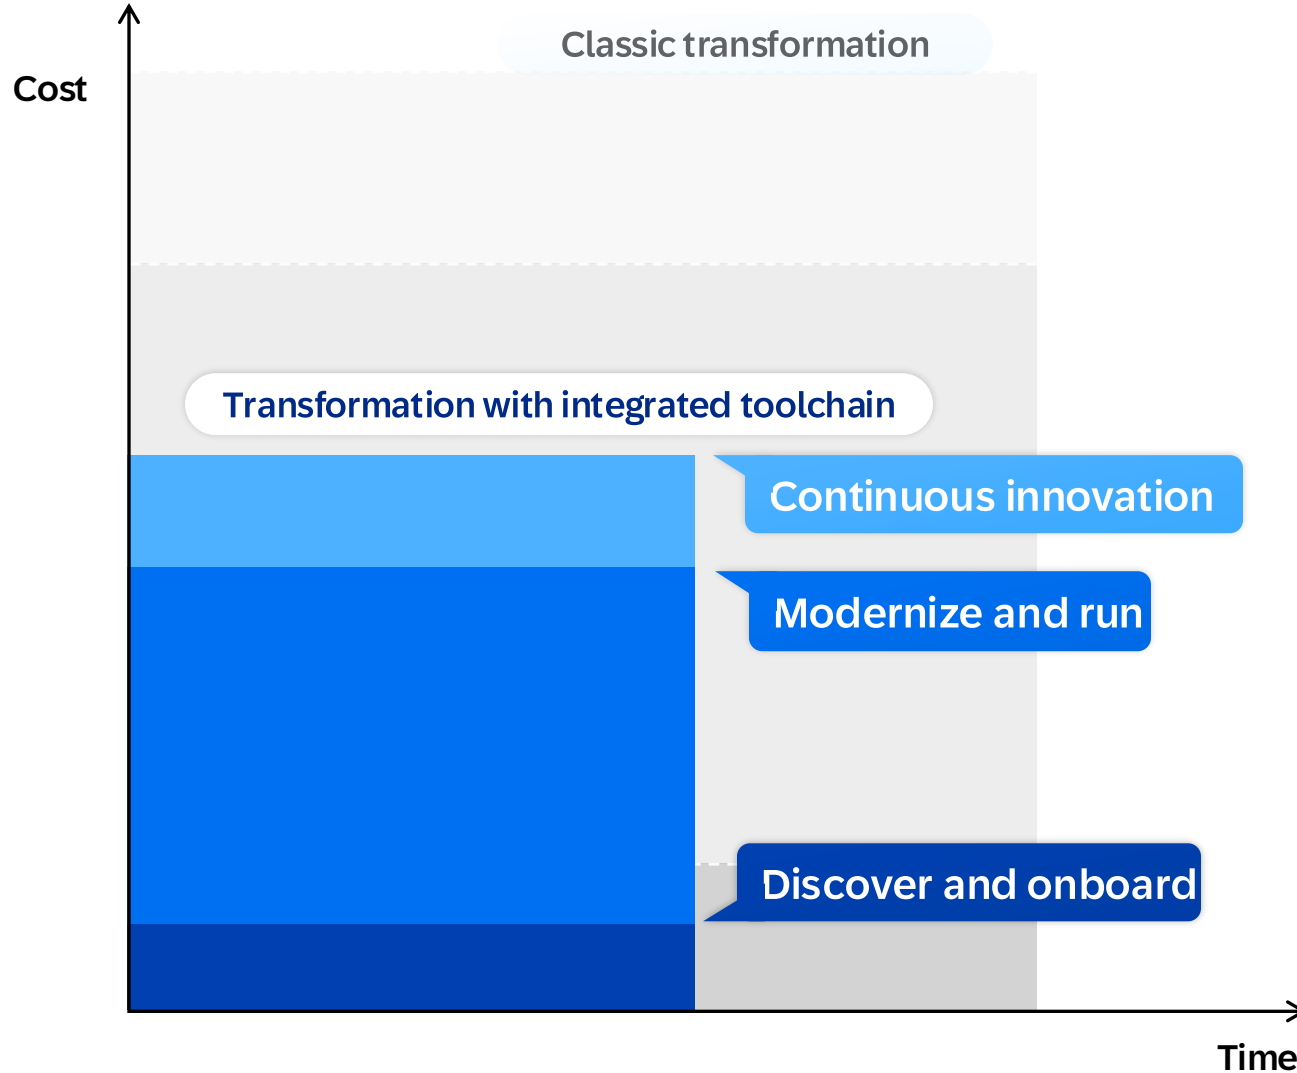 Classic transformation
Cost
Transformation with integrated toolchain
Continuous innovation
Modernize and run
Discover and onboard
Time